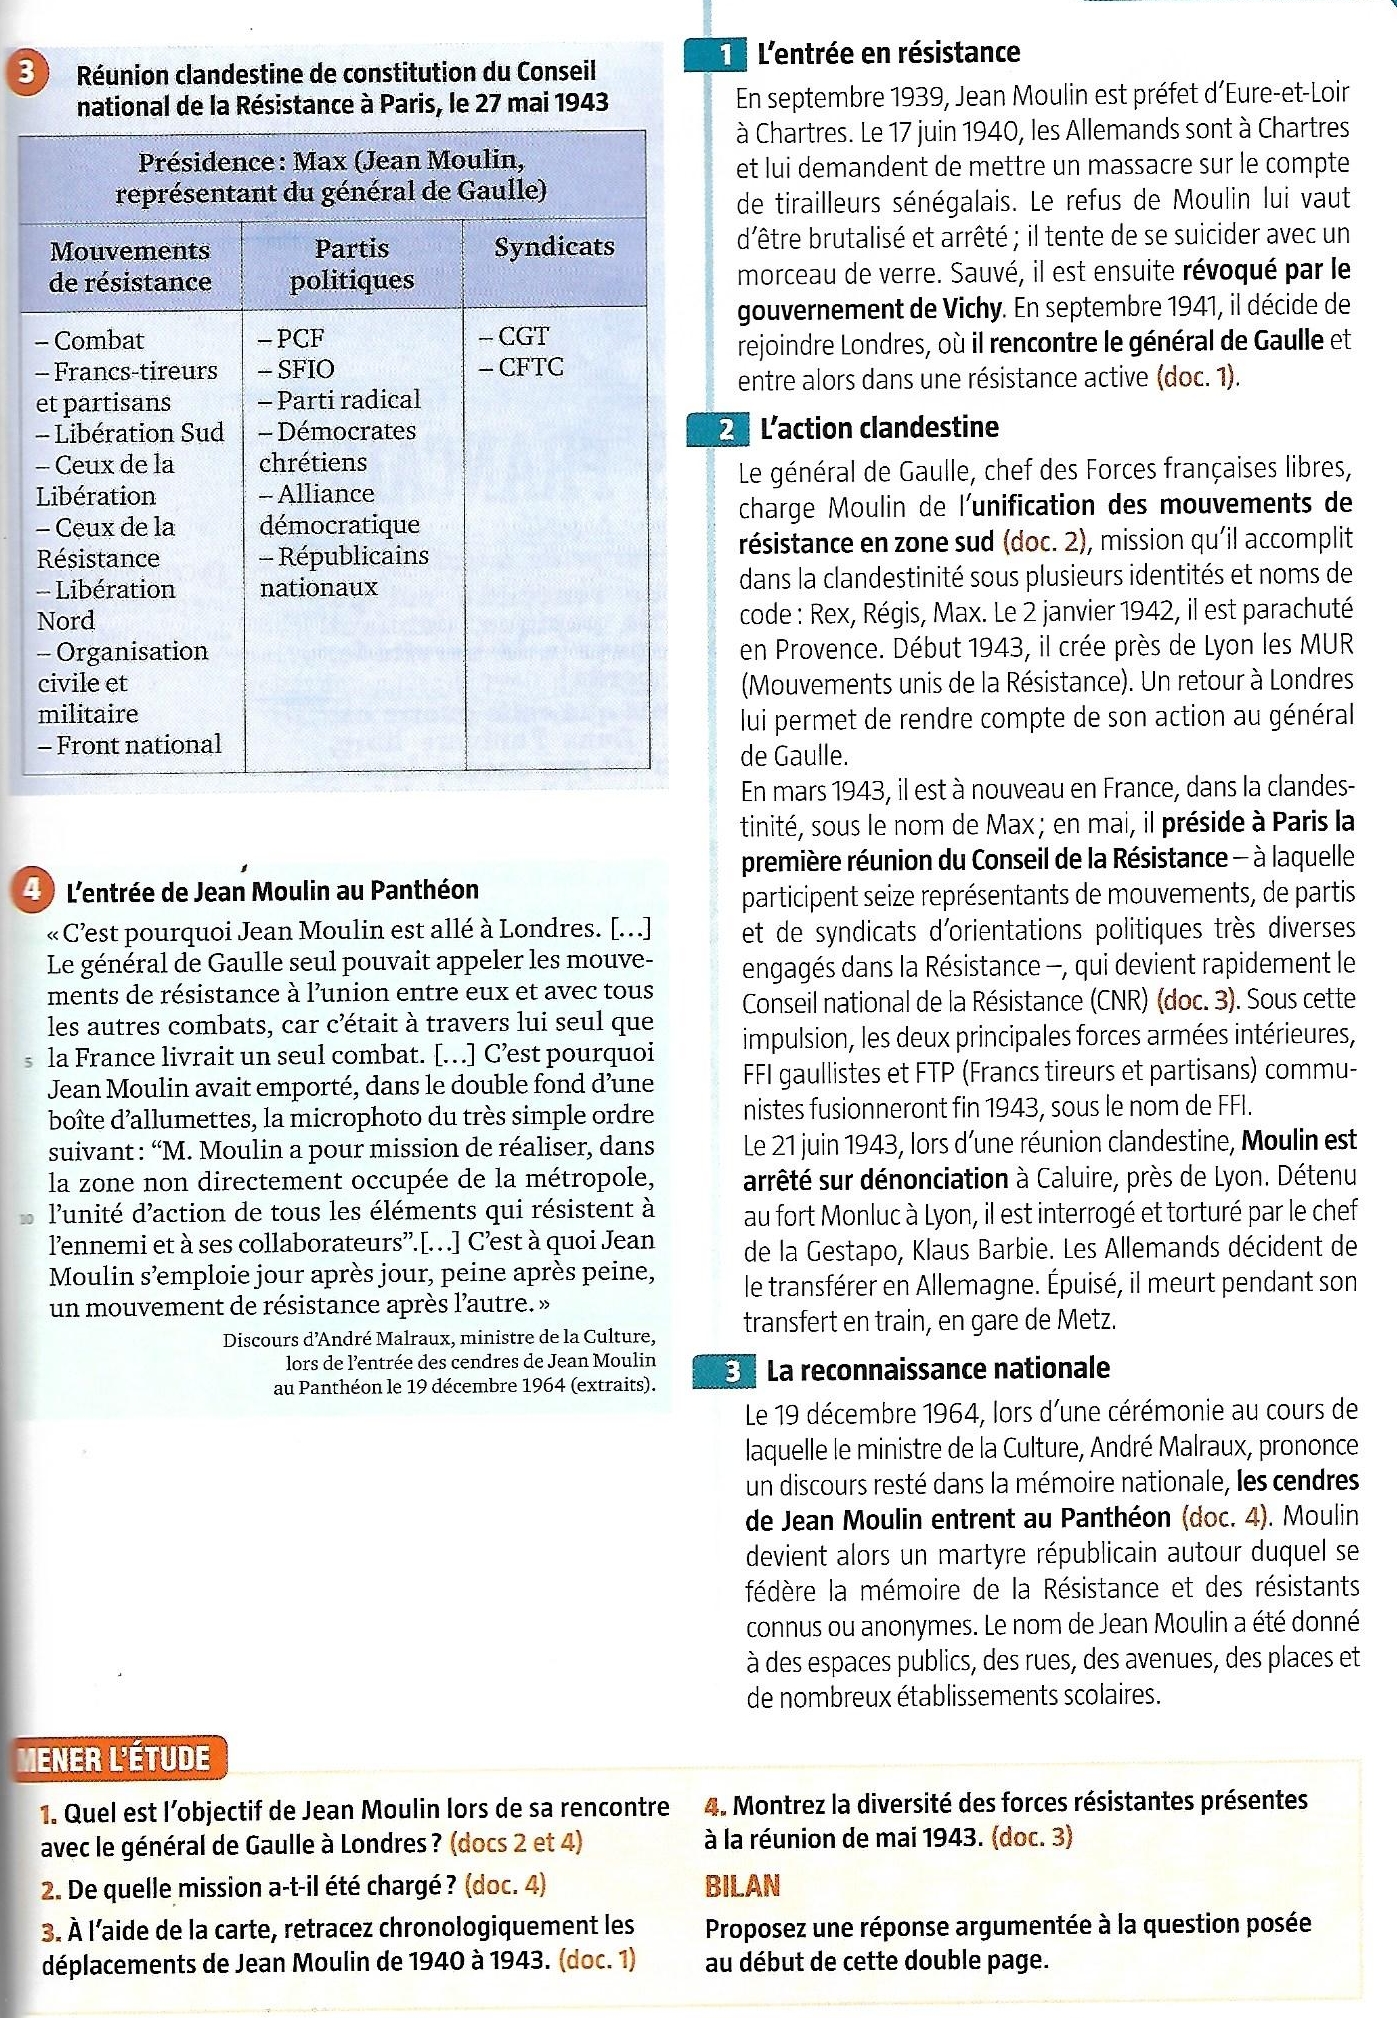 3
Réunion clandestine de constitution du Conseil
national de la Résistance à Paris, le 27 mai 1943
Présidence : Max (Jean Moulin,
représentant du général de Gaulle)
Mouvements
de résistance
– Combat
– Francs-tireurs
et partisans
– Libération Sud
– Ceux de la
Libération
– Ceux de la
Résistance
– Libération
Nord
– Organisation
civile et
militaire
– Front national
Partis
politiques
– PCF
– SFIO
– Parti radical
– Démocrates
chrétiens
– Alliance
démocratique
– Républicains
nationaux
Syndicats
– CGT
– CFTC
4 L'entrée de Jean Moulin au Panthéon
« C'est pourquoi Jean Moulin est allé à Londres. [...]
Le général de Gaulle seul pouvait appeler les mouve-
ments de résistance à l'union entre eux et avec tous
les autres combats, car c'était à travers lui seul que
5 la France livrait un seul combat. [...] C'est pourquoi
Jean Moulin avait emporté, dans le double fond d'une
boîte d'allumettes, la microphoto du très simple ordre
suivant : “M. Moulin a pour mission de réaliser, dans
la zone non directement occupée de la métropole,
10 l'unité d'action de tous les éléments qui résistent à
l'ennemi et à ses collaborateurs”.[...] C'est à quoi Jean
Moulin s'emploie jour après jour, peine après peine,
un mouvement de résistance après l'autre. »
Discours d'André Malraux, ministre de la Culture,
lors de l'entrée des cendres de Jean Moulin
au Panthéon le 19 décembre 1964 (extraits).
1 L'entrée en résistance
En septembre 1939, Jean Moulin est préfet d'Eure-et-Loir
à Chartres. Le 17 juin 1940, les Allemands sont à Chartres
et lui demandent de mettre un massacre sur le compte
de tirailleurs sénégalais. Le refus de Moulin lui vaut
d'être brutalisé et arrêté ; il tente de se suicider avec un
morceau de verre. Sauvé, il est ensuite révoqué par le
gouvernement de Vichy. En septembre 1941, il décide de
rejoindre Londres, où il rencontre le général de Gaulle et
entre alors dans une résistance active (doc. 1).
2 L'action clandestine
Le général de Gaulle, chef des Forces françaises libres,
charge Moulin de l'unification des mouvements de
résistance en zone sud (doc. 2), mission qu'il accomplit
dans la clandestinité sous plusieurs identités et noms de
code : Rex, Régis, Max. Le 2 janvier 1942, il est parachuté
en Provence. Début 1943, il crée près de Lyon les MUR
(Mouvements unis de la Résistance). Un retour à Londres
lui permet de rendre compte de son action au général
de Gaulle.
En mars 1943, il est à nouveau en France, dans la clandes-
tinité, sous le nom de Max ; en mai, il préside à Paris la
première réunion du Conseil de la Résistance – à laquelle
participent seize représentants de mouvements, de partis
et de syndicats d'orientations politiques très diverses
engagés dans la Résistance –, qui devient rapidement le
Conseil national de la Résistance (CNR) (doc. 3). Sous cette
impulsion, les deux principales forces armées intérieures,
FFI gaullistes et FTP (Francs tireurs et partisans) commu-
nistes fusionneront fin 1943, sous le nom de FFI.
Le 21 juin 1943, lors d'une réunion clandestine, Moulin est
arrêté sur dénonciation à Caluire, près de Lyon. Détenu
au fort Monluc à Lyon, il est interrogé et torturé par le chef
de la Gestapo, Klaus Barbie. Les Allemands décident de
le transférer en Allemagne. Épuisé, il meurt pendant son
transfert en train, en gare de Metz.
3 La reconnaissance nationale
Le 19 décembre 1964, lors d'une cérémonie au cours de
laquelle le ministre de la Culture, André Malraux, prononce
un discours resté dans la mémoire nationale, les cendres
de Jean Moulin entrent au Panthéon (doc. 4). Moulin
devient alors un martyre républicain autour duquel se
fédère la mémoire de la Résistance et des résistants
connus ou anonymes. Le nom de Jean Moulin a été donné
à des espaces publics, des rues, des avenues, des places et
de nombreux établissements scolaires.
MENER L'ÉTUDE
1. Quel est l'objectif de Jean Moulin lors de sa rencontre
avec le général de Gaulle à Londres ? (docs 2 et 4)
2. De quelle mission a-t-il été chargé ? (doc. 4)
3. À l'aide de la carte, retracez chronologiquement les
déplacements de Jean Moulin de 1940 à 1943. (doc. 1)
4. Montrez la diversité des forces résistantes présentes
à la réunion de mai 1943. (doc. 3)
BILAN
Proposez une réponse argumentée à la question posée
au début de cette double page.